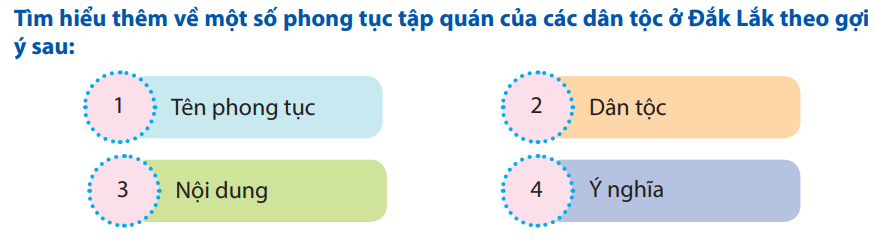 Tìm hiểu thêm về một số phong tục tập quán của các dân tộc ở Đắk Lắk theo gợi
ý sau:
1 Tên phong tục
2 Dân tộc
3 Nội dung
4 Ý nghĩa